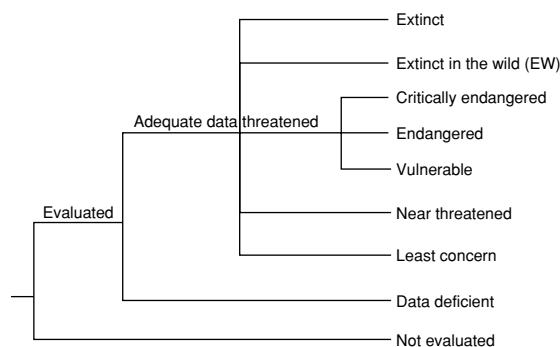 Extinct
Extinct in the wild (EW)
Critically endangered
Adequate data threatened
Endangered
Vulnerable
Evaluated
Near threatened
Least concern
Data deficient
Not evaluated